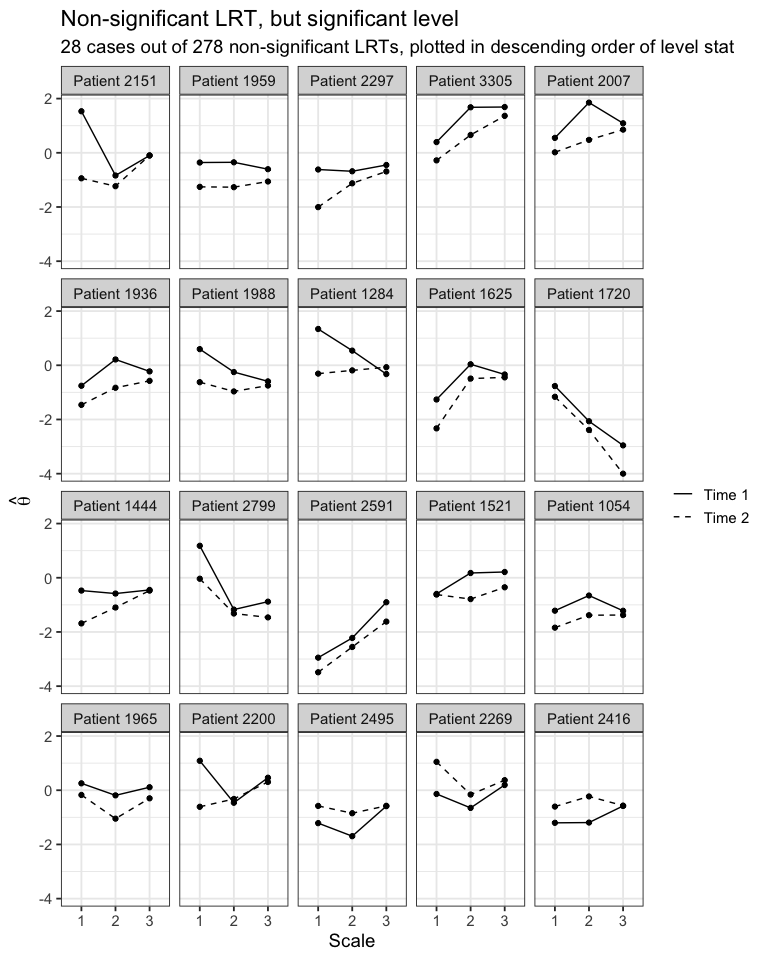 Non-significant LRT, but significant level
28 cases out of 278 non-significant LRTs, plotted in descending order of level stat
Patient 2151 Patient 1959 Patient 2297 Patient 3305 Patient 2007
2
0
-2
-4
Patient 1936 Patient 1988 Patient 1284 Patient 1625 Patient 1720
2
0
-2
-4
θ̂
Time 1
Time 2
Patient 1444 Patient 2799 Patient 2591 Patient 1521 Patient 1054
2
0
-2
-4
Patient 1965 Patient 2200 Patient 2495 Patient 2269 Patient 2416
2
0
-2
-4
1 2 3 1 2 3 1 2 3 1 2 3 1 2 3
Scale